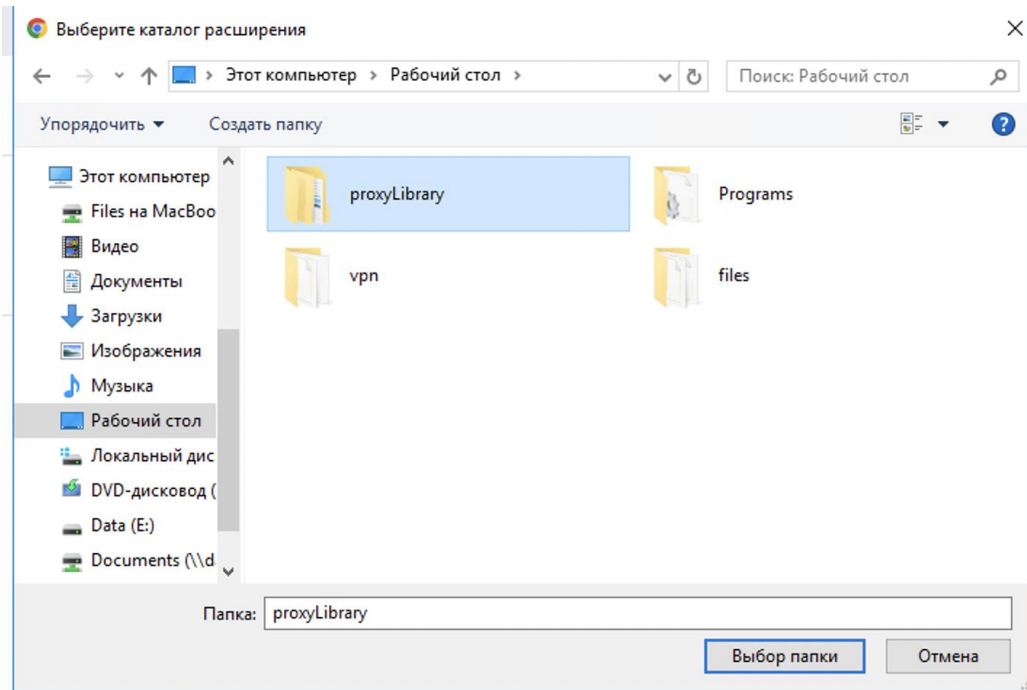 Выберите каталог расширения
Этот компьютер › Рабочий стол ›
Поиск: Рабочий стол
Упорядочить
Создать папку
Этот компьютер
Files на MacBoo
Видео
Документы
Загрузки
Изображения
Музыка
Рабочий стол
Локальный дис
DVD-дисковод (
Data (E:)
Documents (\\d
proxyLibrary
Programs
vpn
files
Папка: proxyLibrary
Выбор папки
Отмена